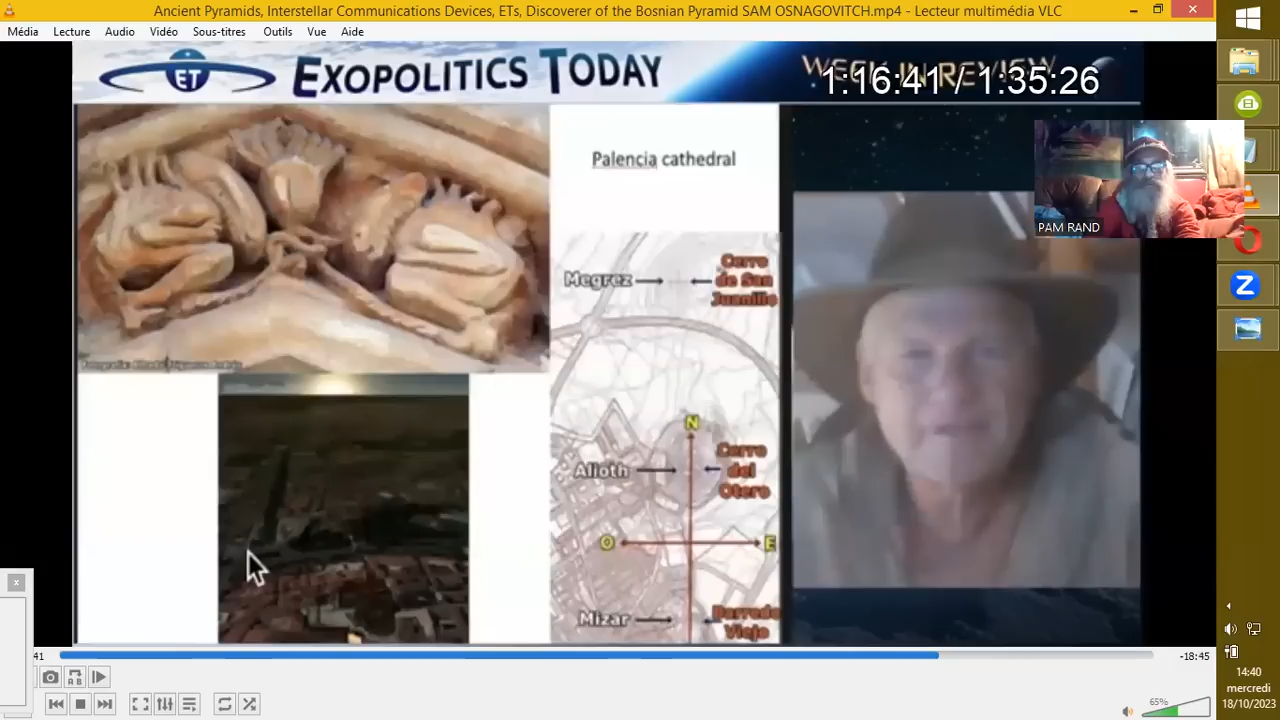 Ancient Pyramids, Interstellar Communications Devices, ETs, Discoverer of the Bosnian Pyramid SAM OSNAGOVITCH.mp4 - Lecteur multimédia VLC
Média Lecture Audio Vidéo Sous-titres Outils Vue Aide
ET EXOPOLITICS TODAY WEEK IN REVIEW
1:16:41 / 1:35:26
Palencia cathedral
PAM RAND
Megrez
Cerro
de San
Juanillo
N
Alioth
Cerro
del
Otero
O
E
Mizar
Barredo
Viejo
41
-18:45
65%
14:40
mercredi
18/10/2023